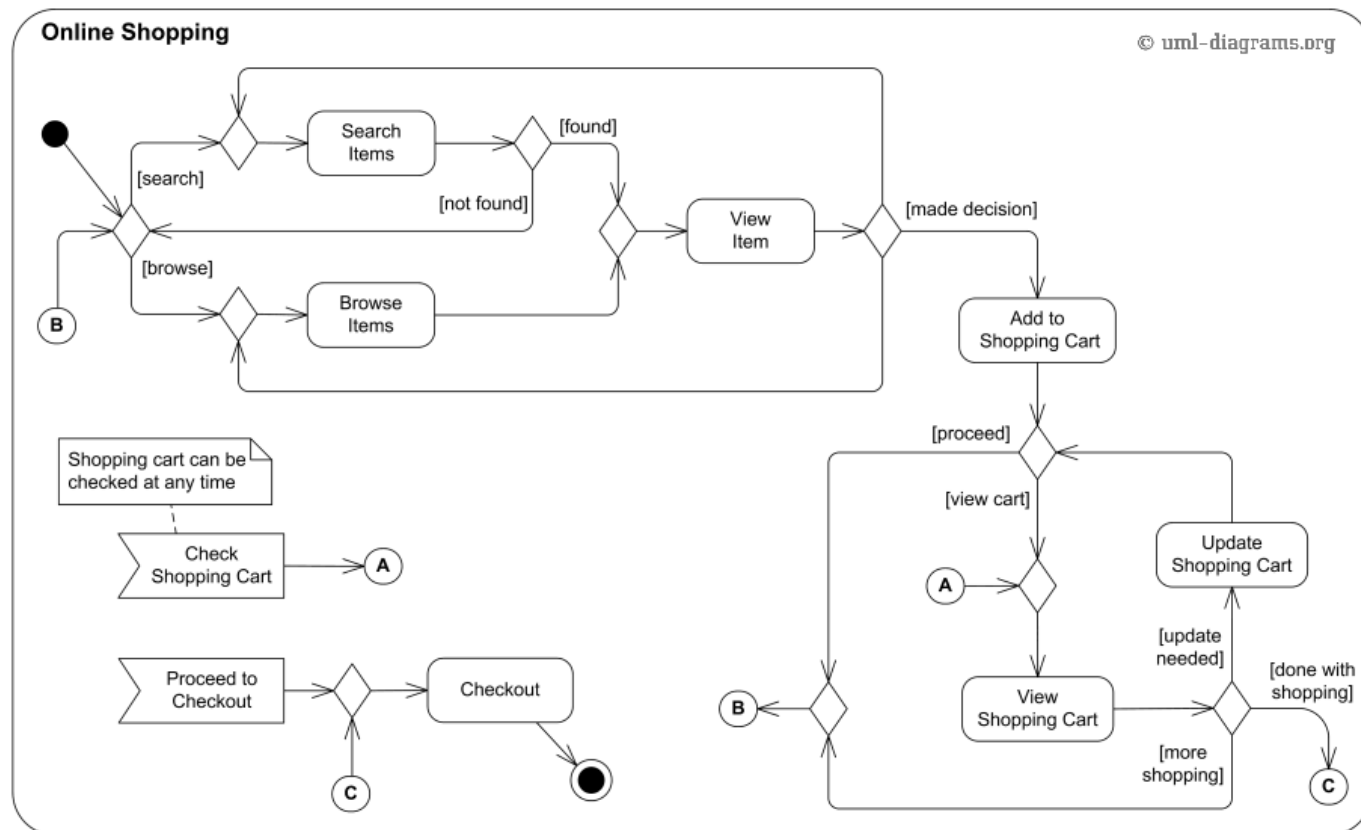 Online Shopping
© uml-diagrams.org
Search
Items
[found]
[search]
[not found]
View
Item
[made decision]
[browse]
Browse
Items
B
Add to
Shopping Cart
[proceed]
Shopping cart can be
checked at any time
[view cart]
Check
Shopping Cart
A
A
Update
Shopping Cart
[update
needed]
[done with
shopping]
Proceed to
Checkout
Checkout
B
View
Shopping Cart
[more
shopping]
C
C